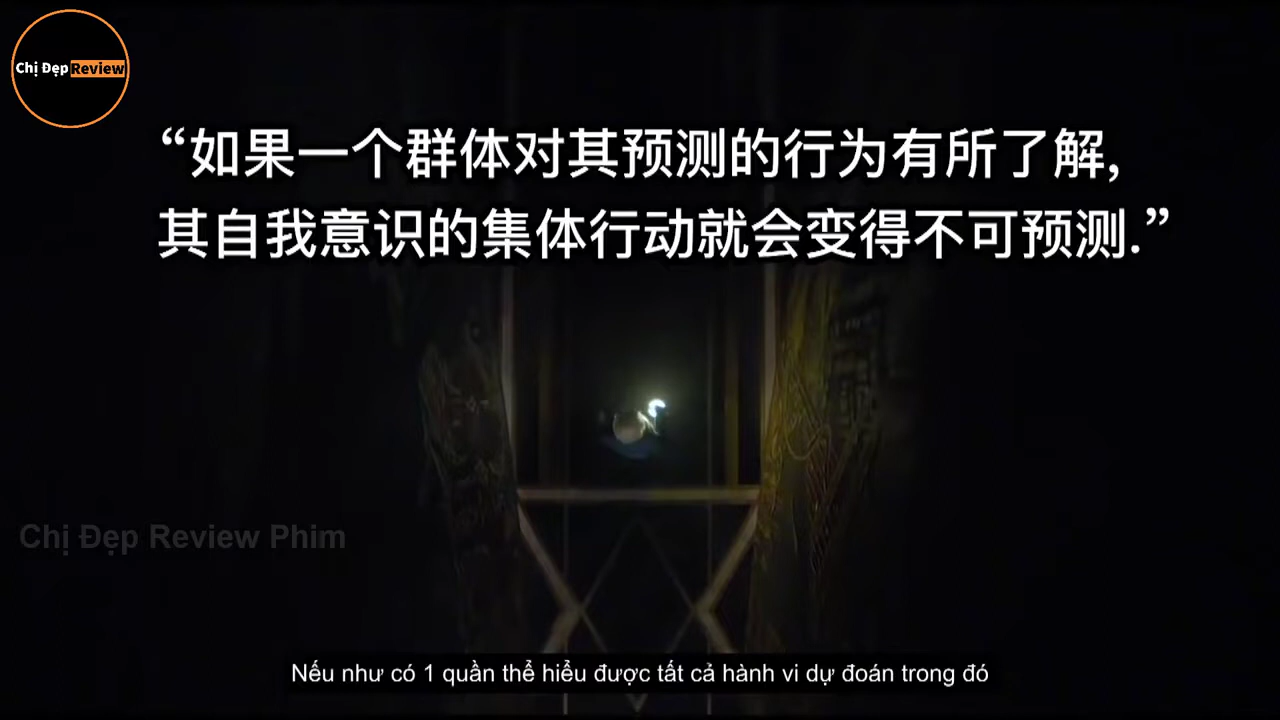 Chị Đẹp Review
“如果一个群体对其预测的行为有所了解,
其自我意识的集体行动就会变得不可预测.”
Chị Đẹp Review Phim
Nếu như có 1 quần thể hiểu được tất cả hành vi dự đoán trong đó